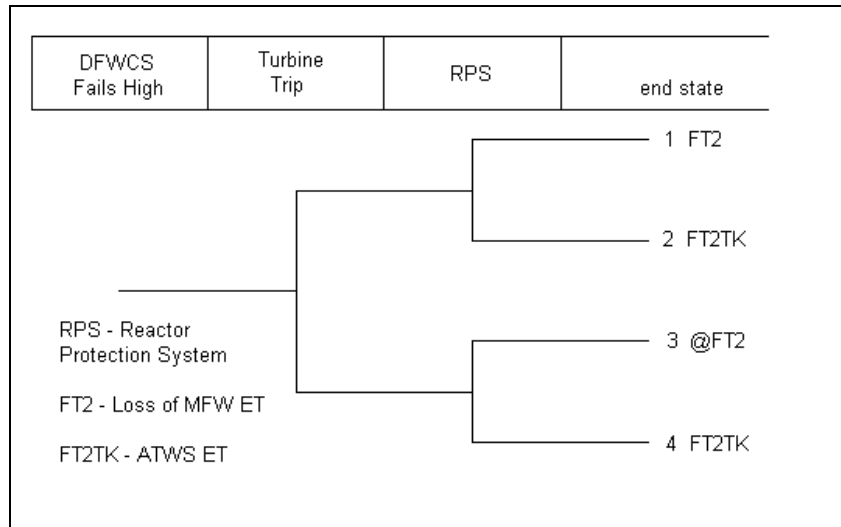 DFWCS
Fails High
Turbine
Trip
RPS
end state
1 FT2
2 FT2TK
RPS - Reactor
Protection System
3 @FT2
FT2 - Loss of MFW ET
FT2TK - ATWS ET
4 FT2TK